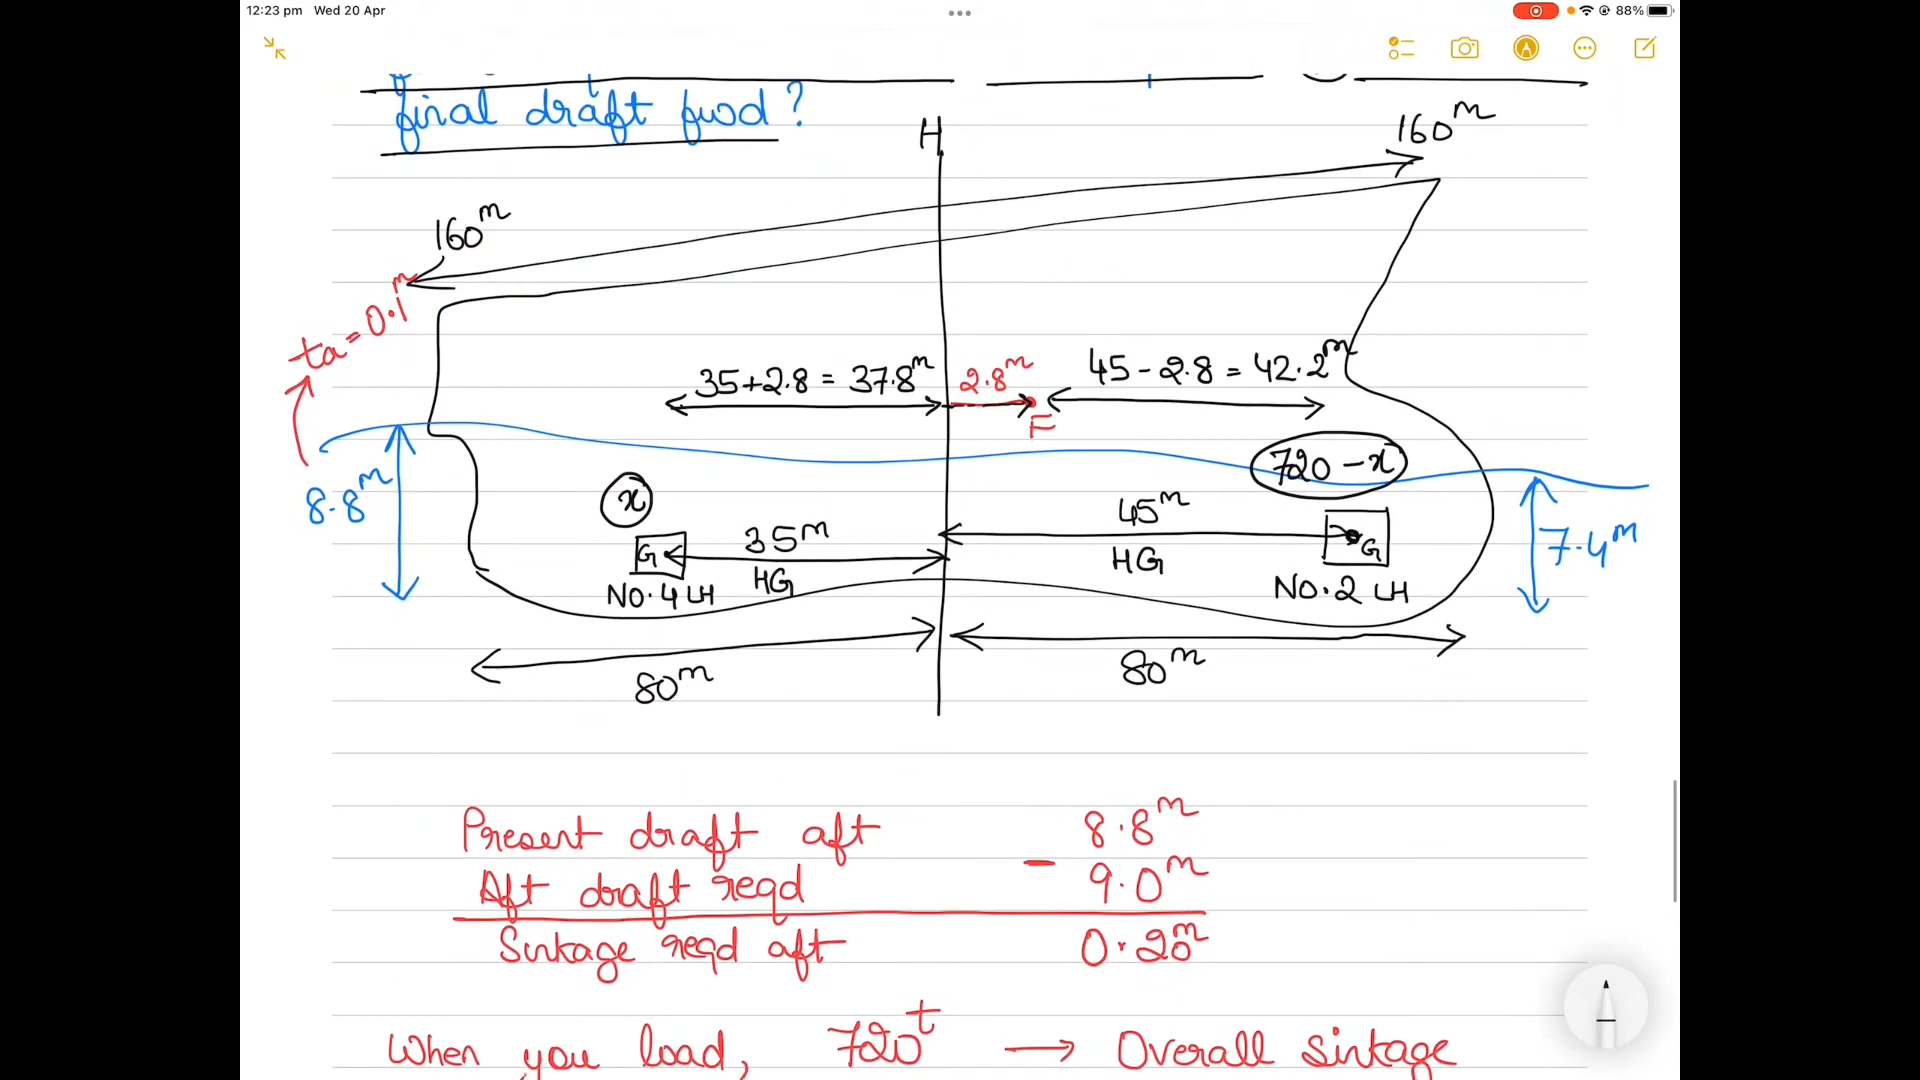 12:23 pm Wed 20 Apr
88%
final draft fwd?
H
160m
160m
ta = 0.1m
35+2.8 = 37.8m
2.8m
45 - 2.8 = 42.2m
F
720 - x
8.8m
x
45m
35m
7.4m
G
G
HG
HG
NO.4 LH
NO.2 LH
80m
80m
Present draft aft 8.8m
Aft draft reqd - 9.0m
Sinkage reqd aft 0.20m
When you load, 720t → Overall sinkage